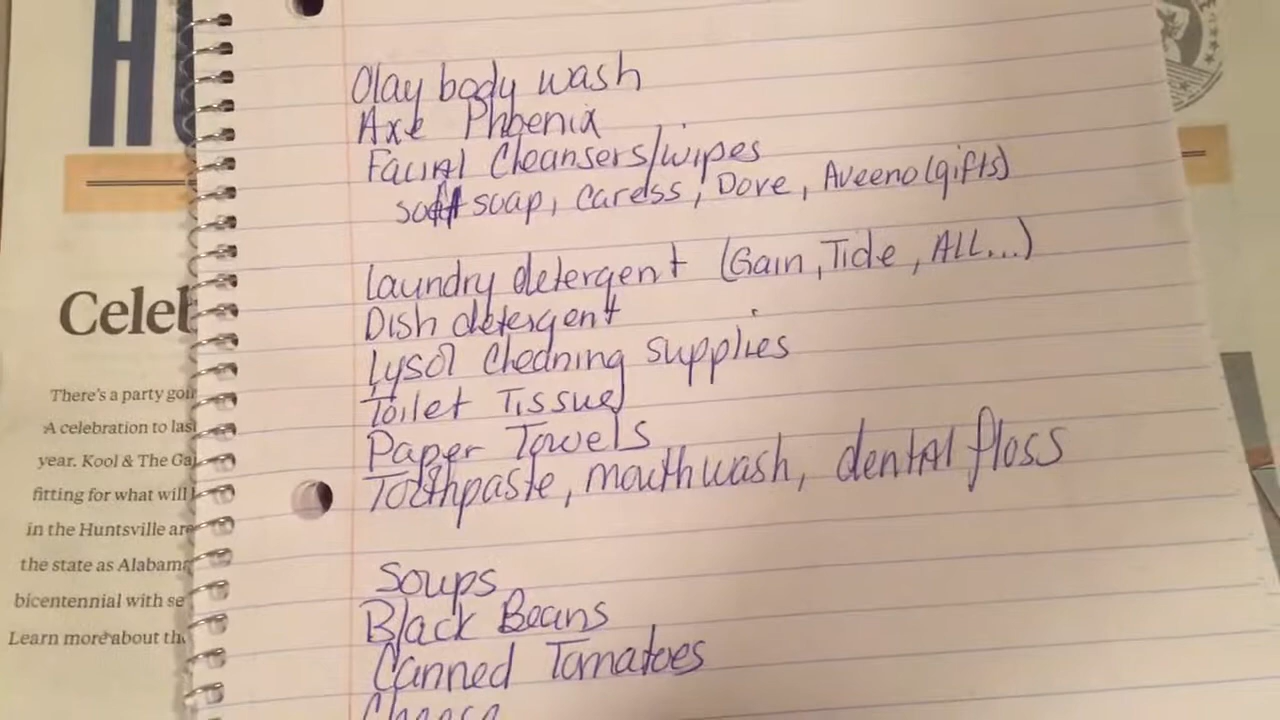 H
Celeb
There's a party goi
A celebration to las
year. Kool & The Ga
fitting for what will
in the Huntsville are
the state as Alabama
bicentennial with se
Learn more about th
Olay body wash
Axe Phoenix
Facial Cleansers/wipes
soft soap, caress, Dove, Aveeno (gifts)
Laundry detergent (Gain, Tide, ALL...)
Dish detergent
Lysol Cleaning supplies
Toilet Tissue
Paper Towels
Toothpaste, mouthwash, dental floss
Soups
Black Beans
Canned Tomatoes